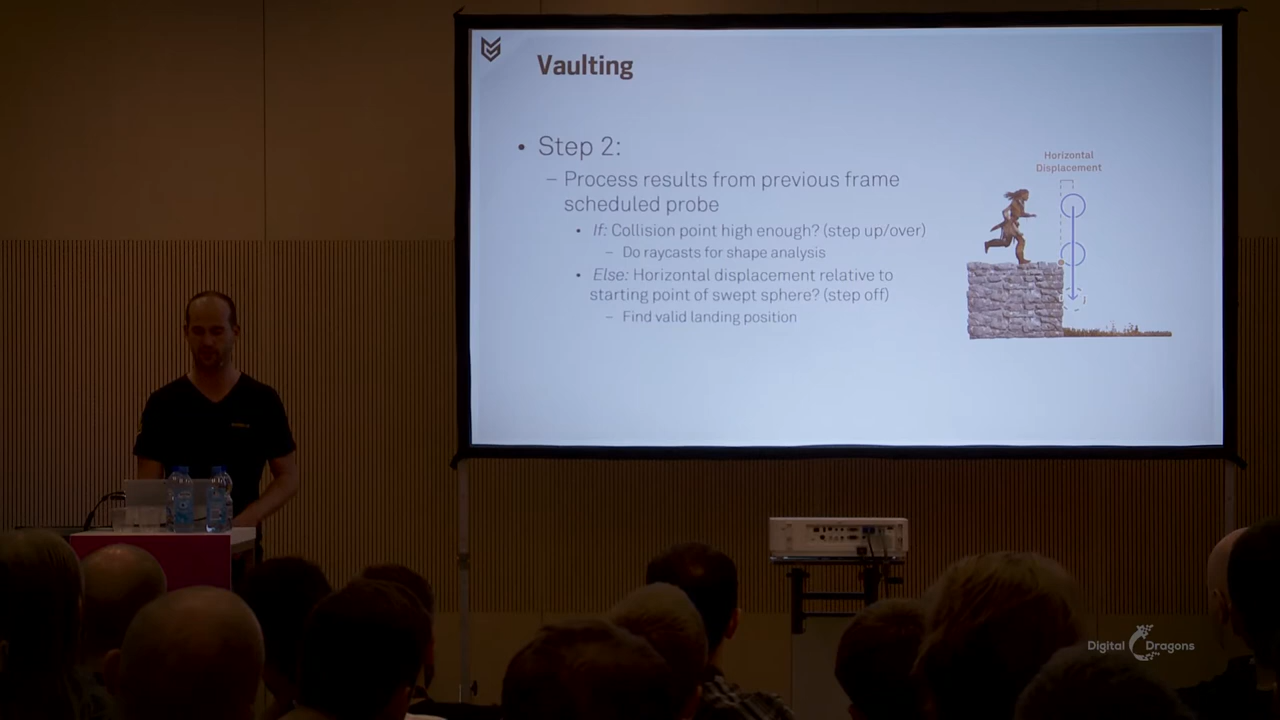 Vaulting
• Step 2:
– Process results from previous frame
scheduled probe
• If: Collision point high enough? (step up/over)
– Do raycasts for shape analysis
• Else: Horizontal displacement relative to
starting point of swept sphere? (step off)
– Find valid landing position
Horizontal
Displacement
Digital Dragons